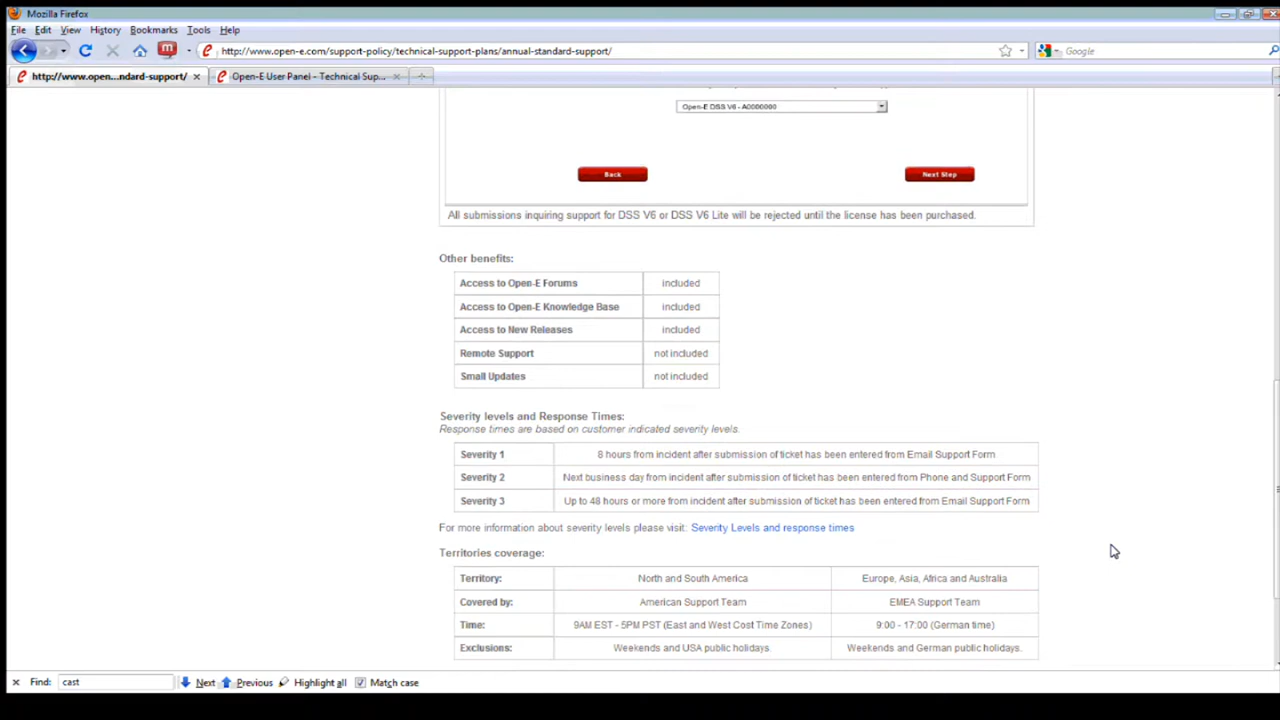 Mozilla Firefox
File Edit View History Bookmarks Tools Help
http://www.open-e.com/support-policy/technical-support-plans/annual-standard-support/
Google
http://www.open...ndard-support/
Open-E User Panel - Technical Sup...
Open-E DSS V6 - A0000000
Back
Next Step
All submissions inquiring support for DSS V6 or DSS V6 Lite will be rejected until the license has been purchased.
Other benefits:
Access to Open-E Forums included
Access to Open-E Knowledge Base included
Access to New Releases included
Remote Support not included
Small Updates not included
Severity levels and Response Times:
Response times are based on customer indicated severity levels.
Severity 1 8 hours from incident after submission of ticket has been entered from Email Support Form
Severity 2 Next business day from incident after submission of ticket has been entered from Phone and Support Form
Severity 3 Up to 48 hours or more from incident after submission of ticket has been entered from Email Support Form
For more information about severity levels please visit: Severity Levels and response times
Territories coverage:
Territory: North and South America Europe, Asia, Africa and Australia
Covered by: American Support Team EMEA Support Team
Time: 9AM EST - 5PM PST (East and West Cost Time Zones) 9:00 - 17:00 (German time)
Exclusions: Weekends and USA public holidays. Weekends and German public holidays.
Find: cast Next Previous Highlight all Match case